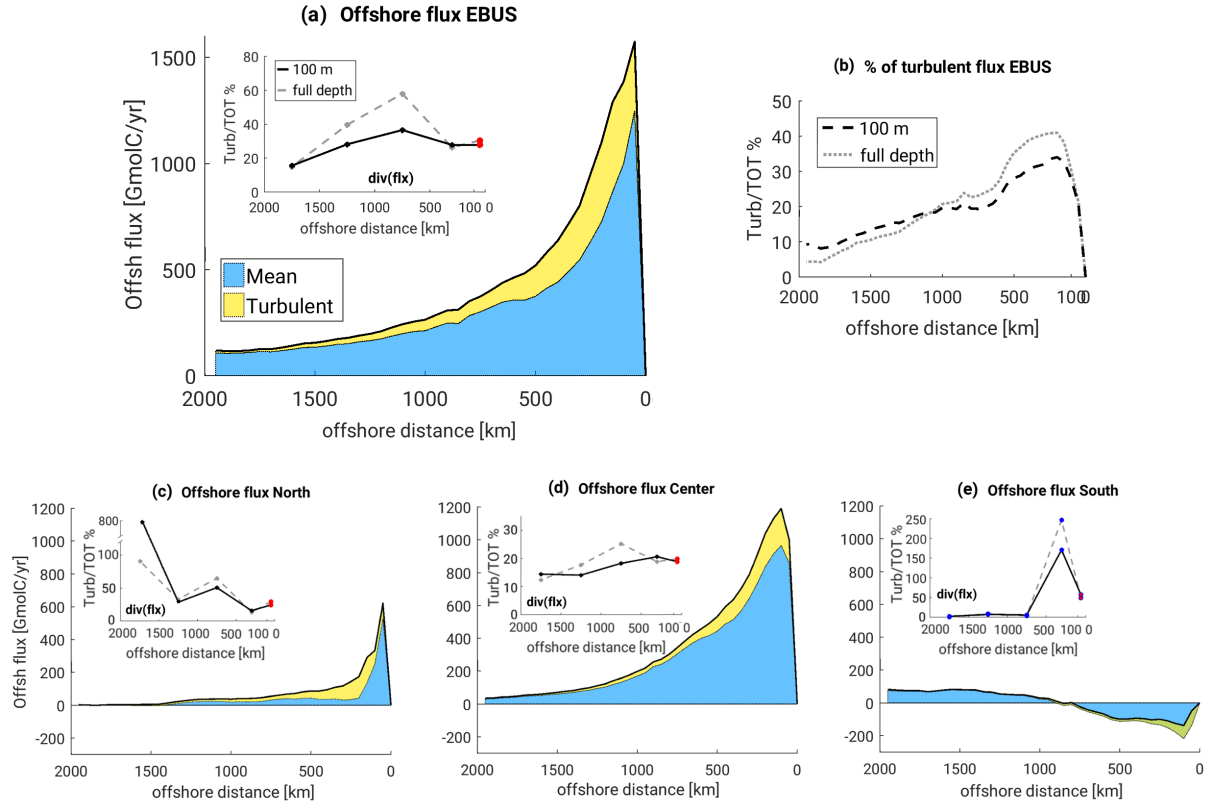 (a) Offshore flux EBUS
Offsh flux [GmolC/yr]
1500
1000
500
0
2000 1500 1000 500 0
offshore distance [km]
Mean
Turbulent
Turb/TOT %
80
60
40
20
0
100 m
full depth
div(flx)
2000 1500 1000 500 100 0
offshore distance [km]
(b) % of turbulent flux EBUS
Turb/TOT %
50
40
30
20
10
0
100 m
full depth
2000 1500 1000 500 100 0
offshore distance [km]
(c) Offshore flux North
Offsh flux [GmolC/yr]
1200
1000
800
600
400
200
0
-200
2000 1500 1000 500 0
offshore distance [km]
Turb/TOT %
800
100
50
0
div(flx)
2000 1500 1000 500 100 0
offshore distance [km]
(d) Offshore flux Center
1200
1000
800
600
400
200
0
-200
2000 1500 1000 500 0
offshore distance [km]
Turb/TOT %
30
20
10
0
div(flx)
2000 1500 1000 500 100 0
offshore distance [km]
(e) Offshore flux South
1200
1000
800
600
400
200
0
-200
2000 1500 1000 500 0
offshore distance [km]
Turb/TOT %
250
200
150
100
50
0
div(flx)
2000 1500 1000 500 100 0
offshore distance [km]